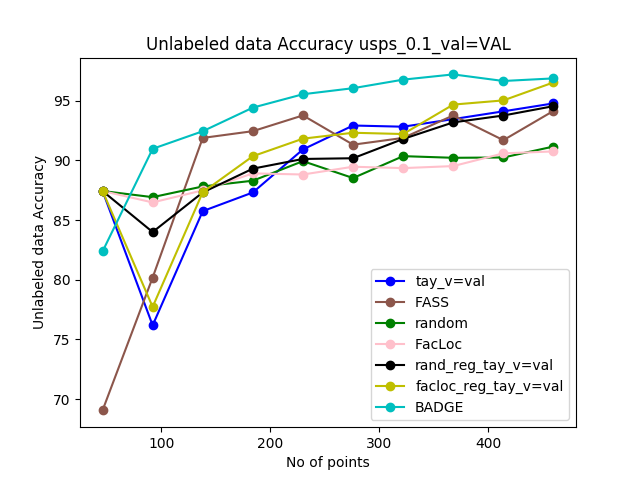 Unlabeled data Accuracy usps_0.1_val=VAL
Unlabeled data Accuracy
95
90
85
80
75
70
tay_v=val
FASS
random
FacLoc
rand_reg_tay_v=val
facloc_reg_tay_v=val
BADGE
100
200
300
400
No of points